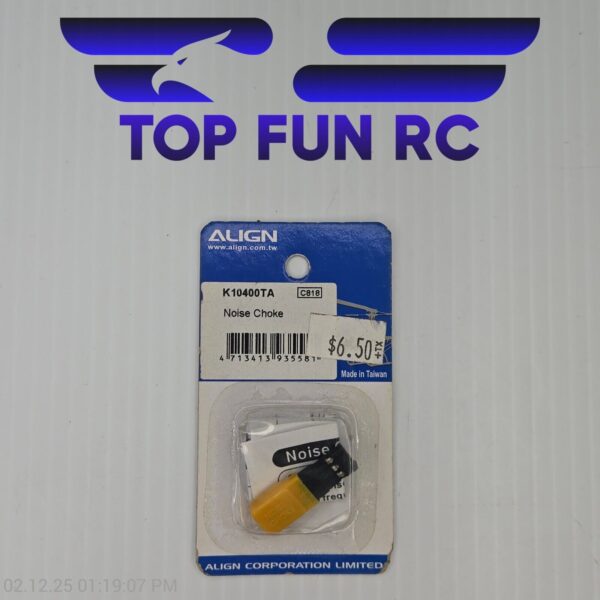 TOP FUN RC
ALIGN
www.align.com.tw
K10400TA
C818
Noise Choke
$6.50
4 713413 935581
Made in Taiwan
Noise
ALIGN CORPORATION LIMITED
02.12.25 01:19:07 PM